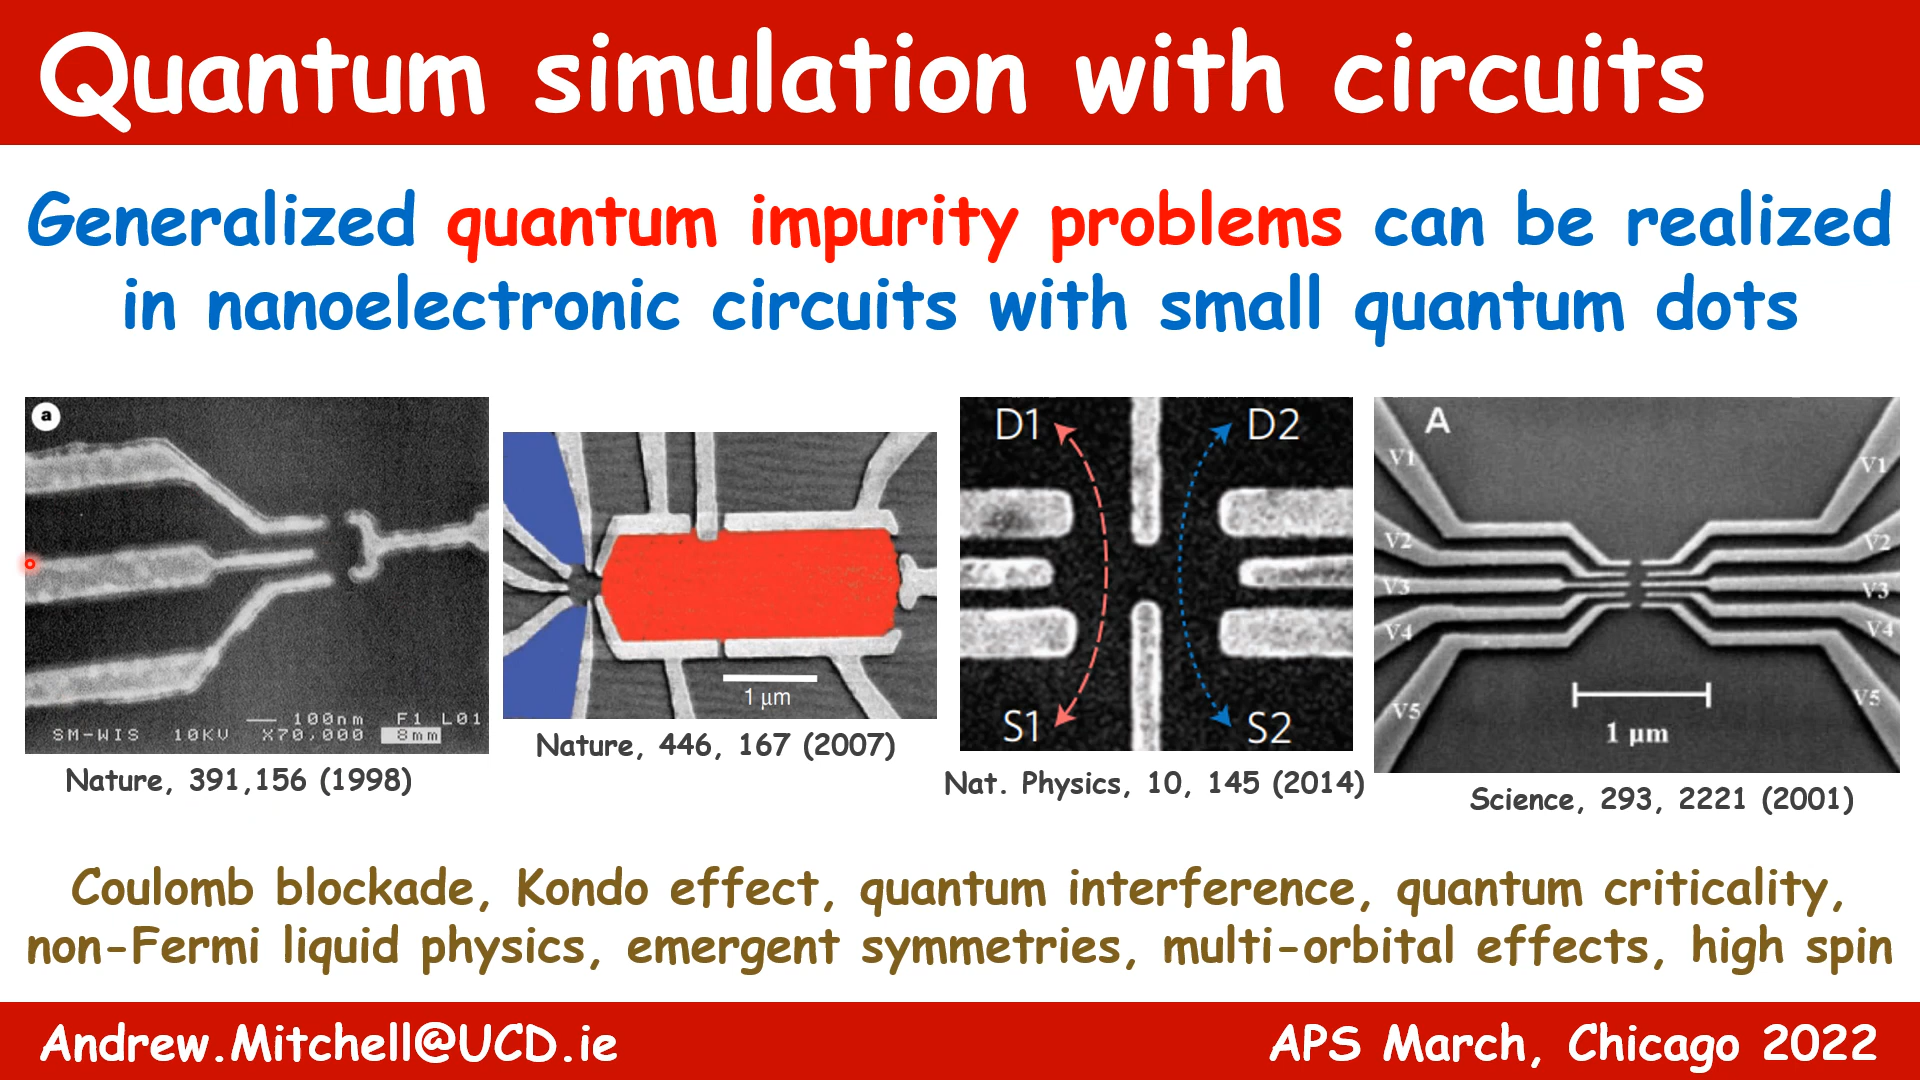 Quantum simulation with circuits
Generalized quantum impurity problems can be realized
in nanoelectronic circuits with small quantum dots
a
100nm F1 L01
SM-WIS 10KV X70,000 8mm
Nature, 391,156 (1998)
1 µm
Nature, 446, 167 (2007)
D1 D2
S1 S2
Nat. Physics, 10, 145 (2014)
A
V1 V1
V2 V2
V3 V3
V4 V4
V5 V5
1 µm
Science, 293, 2221 (2001)
Coulomb blockade, Kondo effect, quantum interference, quantum criticality,
non-Fermi liquid physics, emergent symmetries, multi-orbital effects, high spin
Andrew.Mitchell@UCD.ie
APS March, Chicago 2022